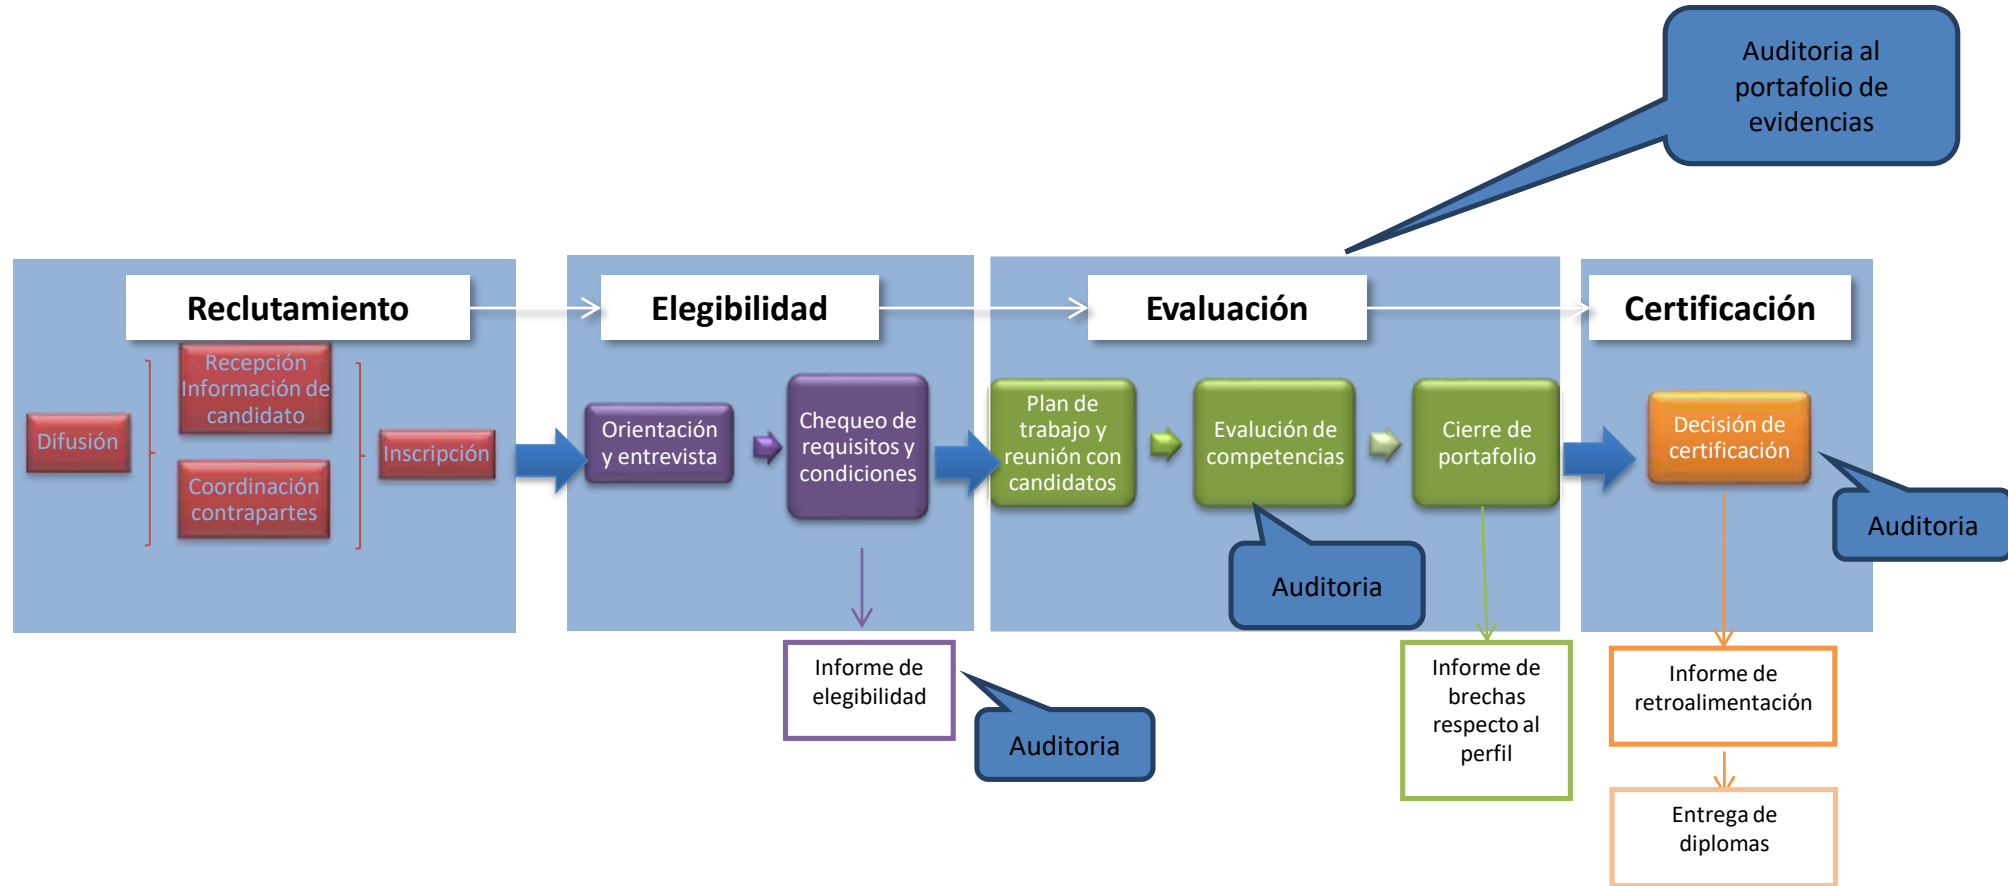 Auditoria al
portafolio de
evidencias
Reclutamiento
Elegibilidad
Evaluación
Certificación
Difusión
Recepción
Información de
candidato
Coordinación
contrapartes
Inscripción
Orientación
y entrevista
Chequeo de
requisitos y
condiciones
Plan de
trabajo y
reunión con
candidatos
Evalución de
competencias
Cierre de
portafolio
Decisión de
certificación
Auditoria
Auditoria
Informe de
elegibilidad
Auditoria
Informe de
brechas
respecto al
perfil
Informe de
retroalimentación
Entrega de
diplomas